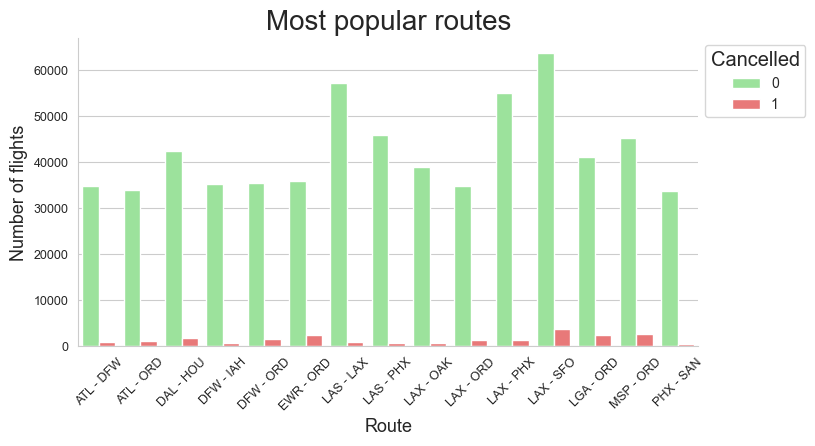 Most popular routes
Number of flights
60000
50000
40000
30000
20000
10000
0
ATL - DFW
ATL - ORD
DAL - HOU
DFW - IAH
DFW - ORD
EWR - ORD
LAS - LAX
LAS - PHX
LAX - OAK
LAX - ORD
LAX - PHX
LAX - SFO
LGA - ORD
MSP - ORD
PHX - SAN
Route
Cancelled
0
1